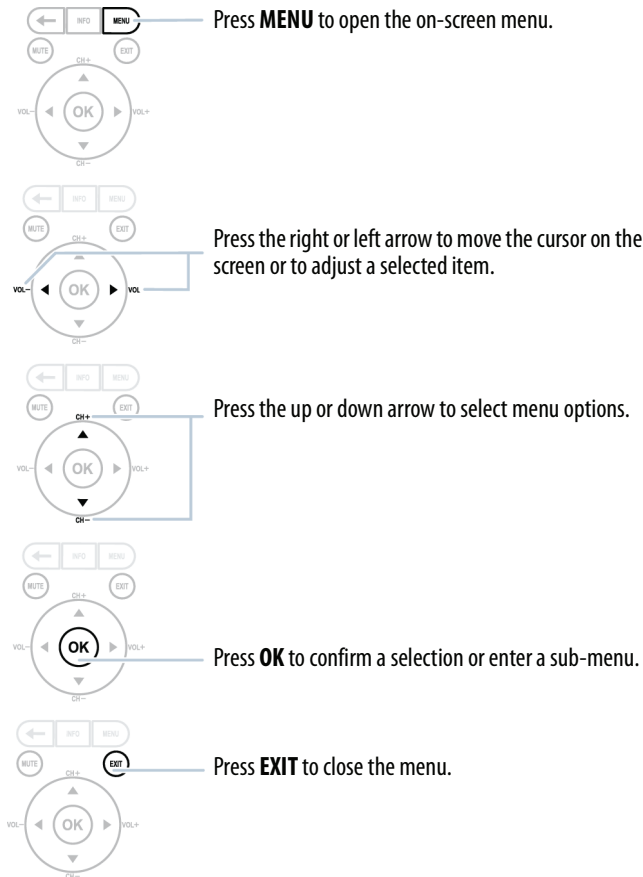 INFO MENU
Press MENU to open the on-screen menu.
MUTE EXIT
CH+
VOL- OK VOL+
CH-
INFO MENU
MUTE EXIT
CH+
Press the right or left arrow to move the cursor on the
screen or to adjust a selected item.
VOL- OK VOL
CH-
INFO MENU
MUTE EXIT
CH+
Press the up or down arrow to select menu options.
VOL- OK VOL+
CH-
INFO MENU
MUTE EXIT
CH+
VOL- OK VOL+
Press OK to confirm a selection or enter a sub-menu.
CH-
INFO MENU
MUTE EXIT
Press EXIT to close the menu.
CH+
VOL- OK VOL+
CH-